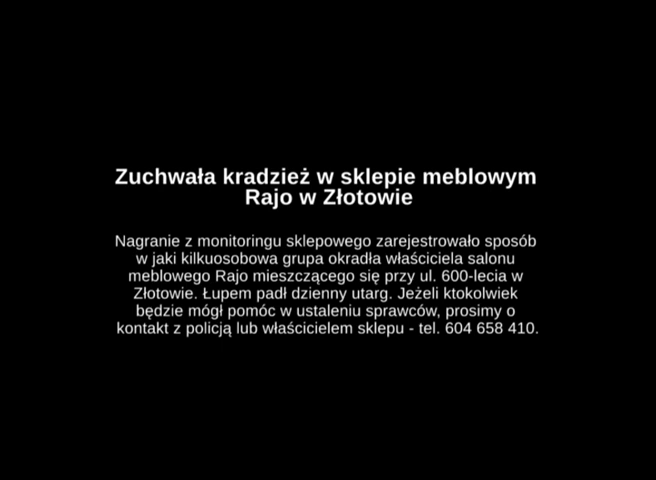 Zuchwała kradzież w sklepie meblowym
Rajo w Złotowie
Nagranie z monitoringu sklepowego zarejestrowało sposób
w jaki kilkuosobowa grupa okradła właściciela salonu
meblowego Rajo mieszczącego się przy ul. 600-lecia w
Złotowie. Łupem padł dzienny utarg. Jeżeli ktokolwiek
będzie mógł pomóc w ustaleniu sprawców, prosimy o
kontakt z policją lub właścicielem sklepu - tel. 604 658 410.